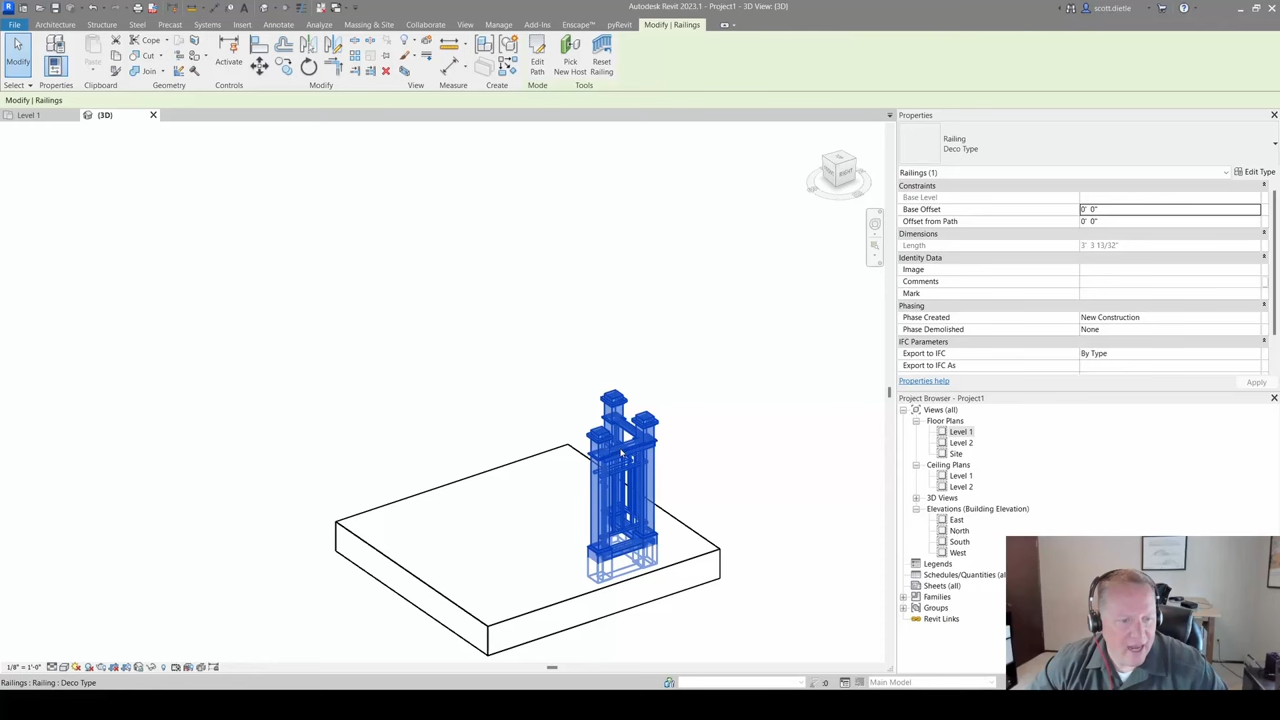 Autodesk Revit 2023.1 - Project1 - 3D View: {3D}
scott.dietle
File
Architecture
Structure
Steel
Precast
Systems
Insert
Annotate
Analyze
Massing & Site
Collaborate
View
Manage
Add-Ins
Enscape™
pyRevit
Modify | Railings
Modify
Paste
Cope
Cut
Join
Activate
Edit Path
Pick New Host
Reset Railing
Select
Properties
Clipboard
Geometry
Controls
Modify
View
Measure
Create
Mode
Tools
Modify | Railings
Level 1
{3D}
RIGHT
Properties
Railing
Deco Type
Railings (1)
Edit Type
Constraints
Base Level
Base Offset 0' 0"
Offset from Path 0' 0"
Dimensions
Length 3' 3 13/32"
Identity Data
Image
Comments
Mark
Phasing
Phase Created New Construction
Phase Demolished None
IFC Parameters
Export to IFC By Type
Export to IFC As
Properties help
Apply
Project Browser - Project1
Views (all)
Floor Plans
Level 1
Level 2
Site
Ceiling Plans
Level 1
Level 2
3D Views
Elevations (Building Elevation)
East
North
South
West
Legends
Schedules/Quantities (all
Sheets (all)
Families
Groups
Revit Links
1/8" = 1'-0"
Railings : Railing : Deco Type
:0
Main Model